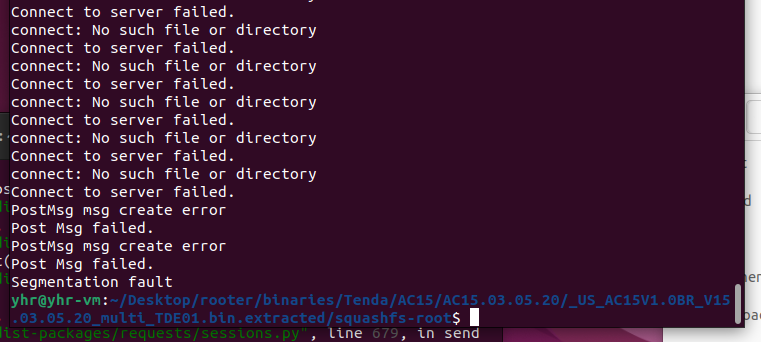 Connect to server failed.
connect: No such file or directory
Connect to server failed.
connect: No such file or directory
Connect to server failed.
connect: No such file or directory
Connect to server failed.
connect: No such file or directory
Connect to server failed.
connect: No such file or directory
Connect to server failed.
PostMsg msg create error
Post Msg failed.
PostMsg msg create error
Post Msg failed.
Segmentation fault
yhr@yhr-vm:~/Desktop/rooter/binaries/Tenda/AC15/AC15.03.05.20/_US_AC15V1.0BR_V15
.03.05.20_multi_TDE01.bin.extracted/squashfs-root$
dist-packages/requests/sessions.py", line 679, in send